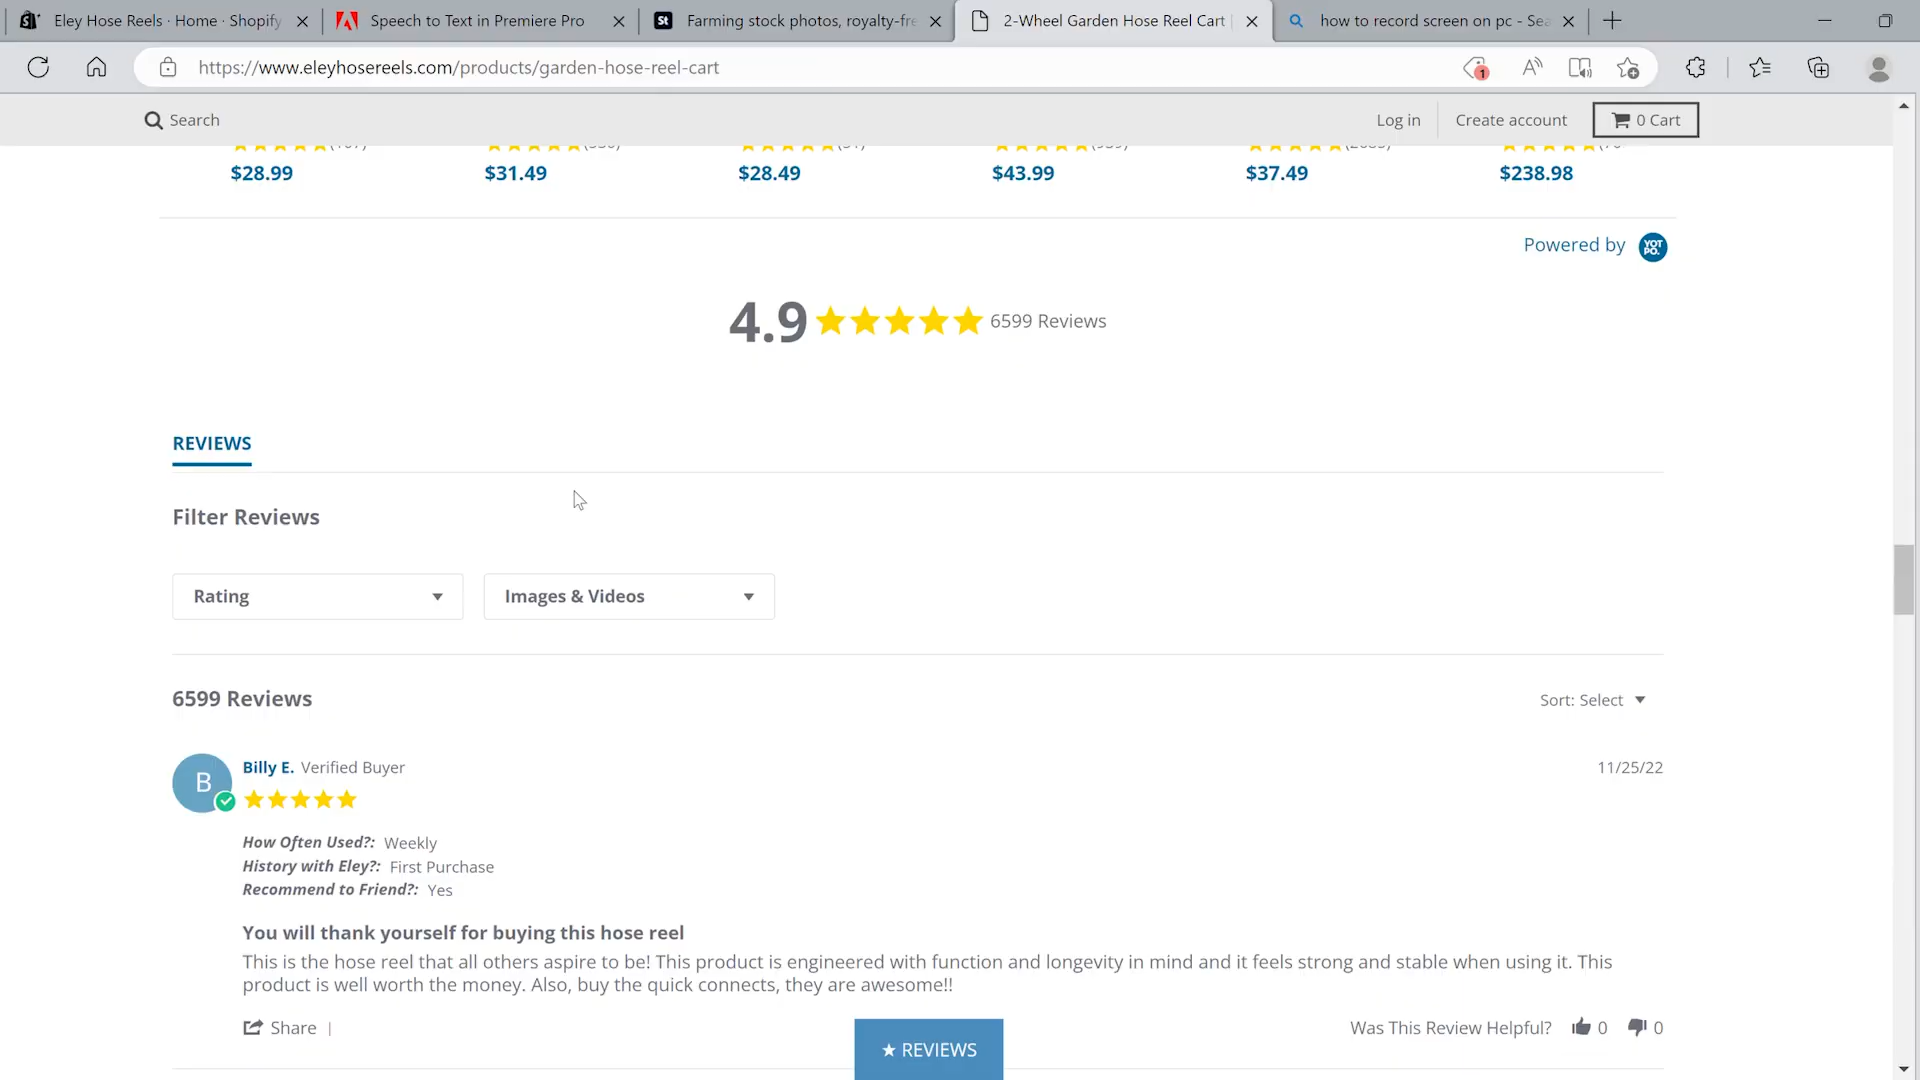 Eley Hose Reels · Home · Shopify
Speech to Text in Premiere Pro
St Farming stock photos, royalty-fre
2-Wheel Garden Hose Reel Cart |
how to record screen on pc - Sea
https://www.eleyhosereels.com/products/garden-hose-reel-cart
1
Search
Log in
Create account
0 Cart
$28.99
$31.49
$28.49
$43.99
$37.49
$238.98
Powered by YOTPO.
4.9 6599 Reviews
REVIEWS
Filter Reviews
Rating
Images & Videos
6599 Reviews
Sort: Select
B
Billy E. Verified Buyer
11/25/22
How Often Used?: Weekly
History with Eley?: First Purchase
Recommend to Friend?: Yes
You will thank yourself for buying this hose reel
This is the hose reel that all others aspire to be! This product is engineered with function and longevity in mind and it feels strong and stable when using it. This
product is well worth the money. Also, buy the quick connects, they are awesome!!
Share |
Was This Review Helpful? 0 0
★ REVIEWS